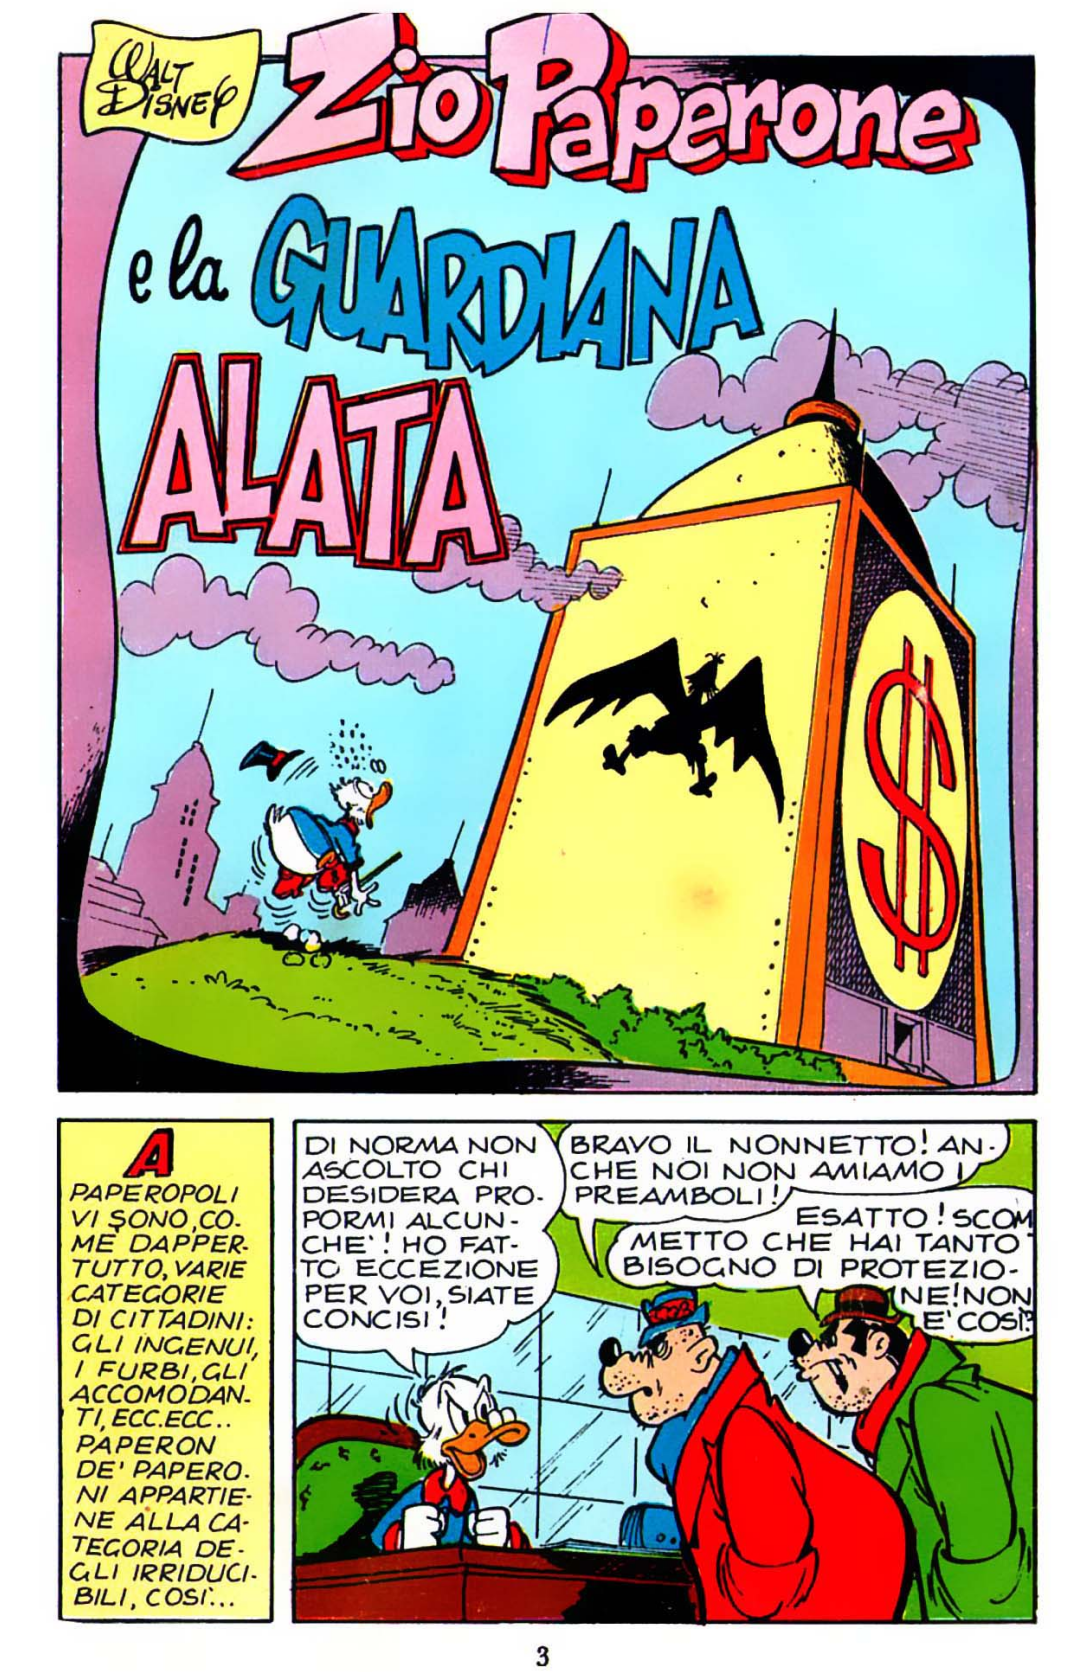 WALT
DISNEY
Zio Paperone
e la GUARDIANA
ALATA
$
A
PAPEROPOLI
VI SONO, CO-
ME DAPPER-
TUTTO, VARIE
CATEGORIE
DI CITTADINI:
GLI INGENUI,
I FURBI, GLI
ACCOMODAN-
TI, ECC. ECC..
PAPERON
DE' PAPERO-
NI APPARTIE-
NE ALLA CA-
TEGORIA DE-
GLI IRRIDUCI-
BILI, COSÌ...
DI NORMA NON
ASCOLTO CHI
DESIDERA PRO-
PORMI ALCUN-
CHE'! HO FAT-
TO ECCEZIONE
PER VOI, SIATE
CONCISI!
BRAVO IL NONNETTO! AN-
CHE NOI NON AMIAMO I
PREAMBOLI!
ESATTO! SCOM
METTO CHE HAI TANTO
BISOGNO DI PROTEZIO-
NE! NON
E' COSÌ?
3